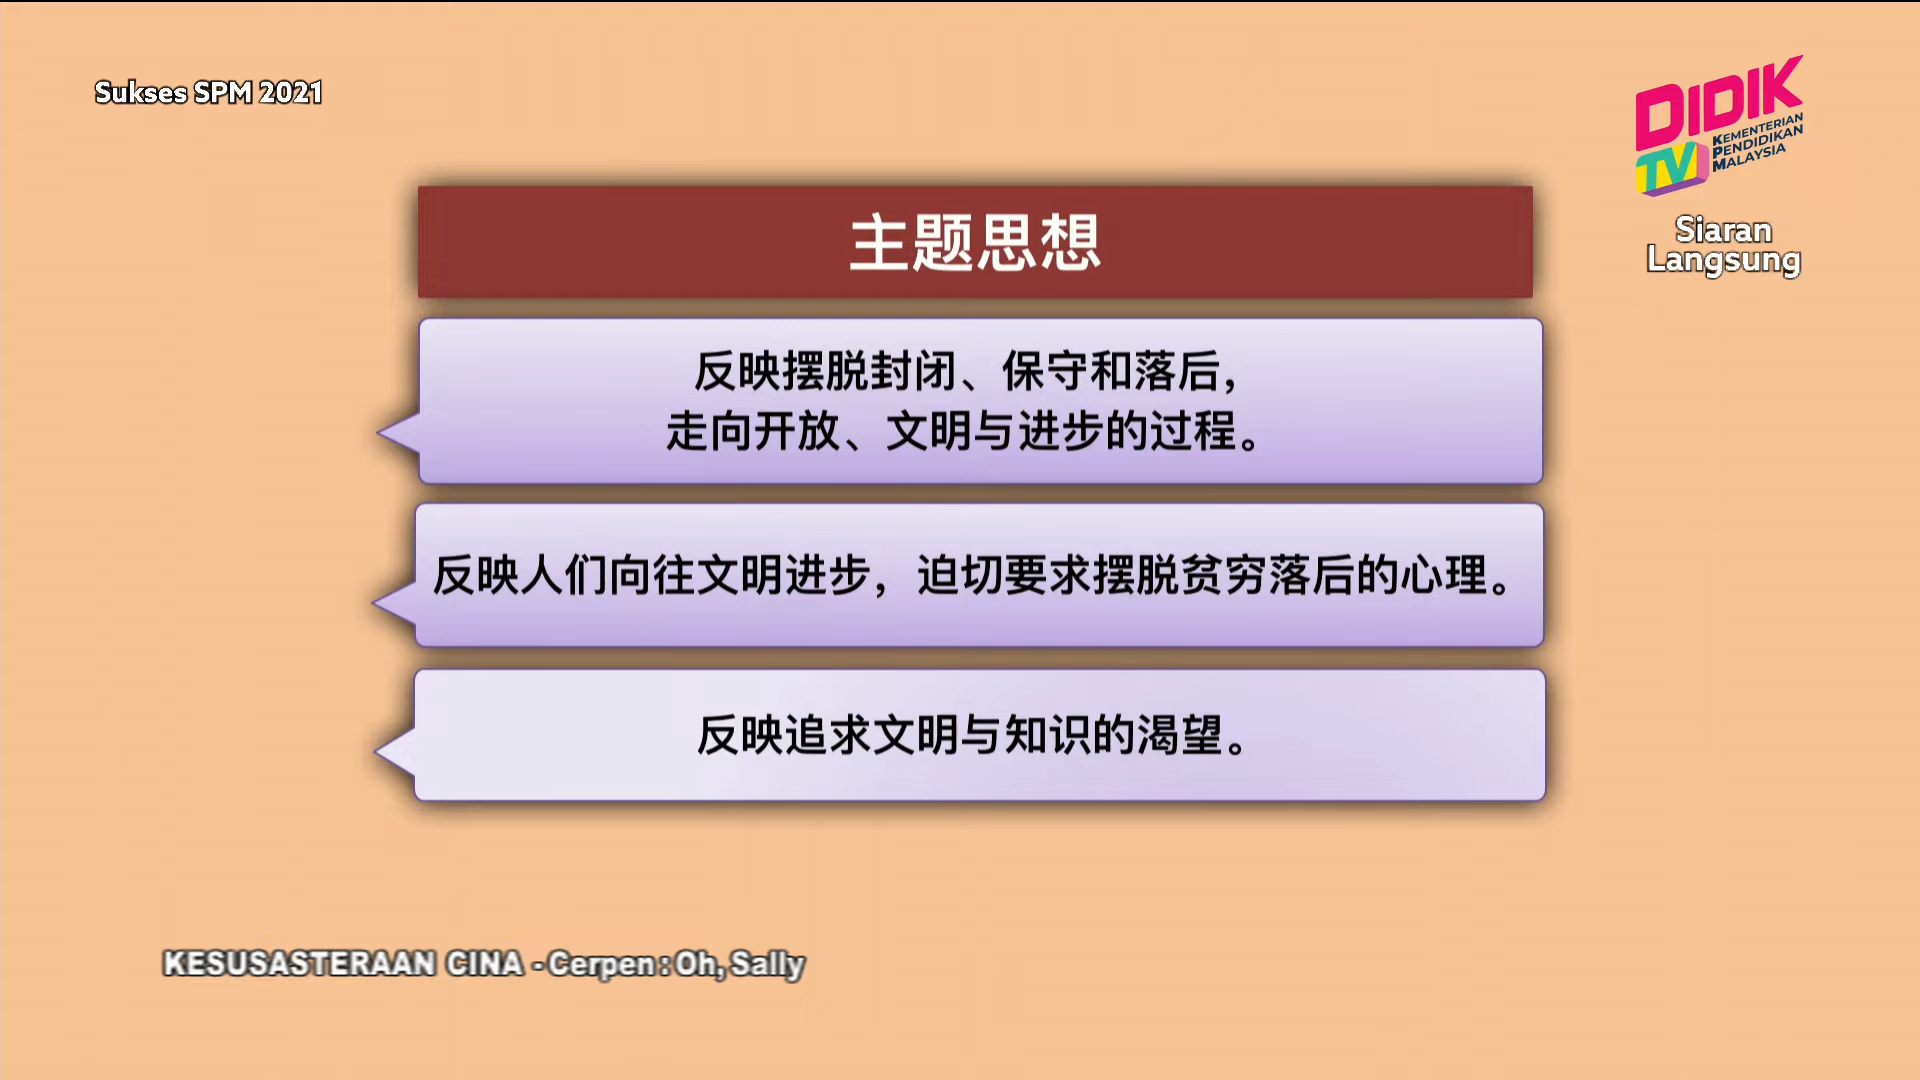 Sukses SPM 2021
DIDIK
TV
KEMENTERIAN
PENDIDIKAN
MALAYSIA
Siaran
Langsung
主题思想
反映摆脱封闭、保守和落后，
走向开放、文明与进步的过程。
反映人们向往文明进步，迫切要求摆脱贫穷落后的心理。
反映追求文明与知识的渴望。
KESUSASTERAAN CINA - Cerpen : Oh, Sally